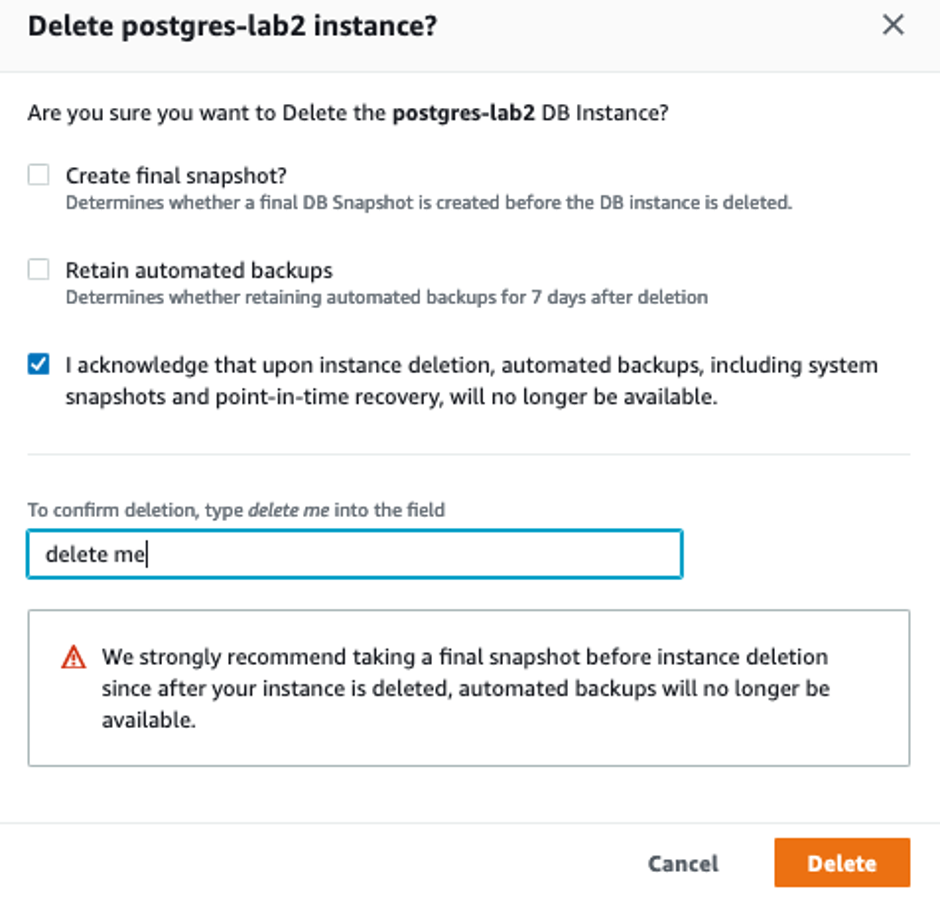 Delete postgres-lab2 instance?
Are you sure you want to Delete the postgres-lab2 DB Instance?
Create final snapshot?
Determines whether a final DB Snapshot is created before the DB instance is deleted.
Retain automated backups
Determines whether retaining automated backups for 7 days after deletion
I acknowledge that upon instance deletion, automated backups, including system
snapshots and point-in-time recovery, will no longer be available.
To confirm deletion, type delete me into the field
delete me
We strongly recommend taking a final snapshot before instance deletion
since after your instance is deleted, automated backups will no longer be
available.
Cancel Delete